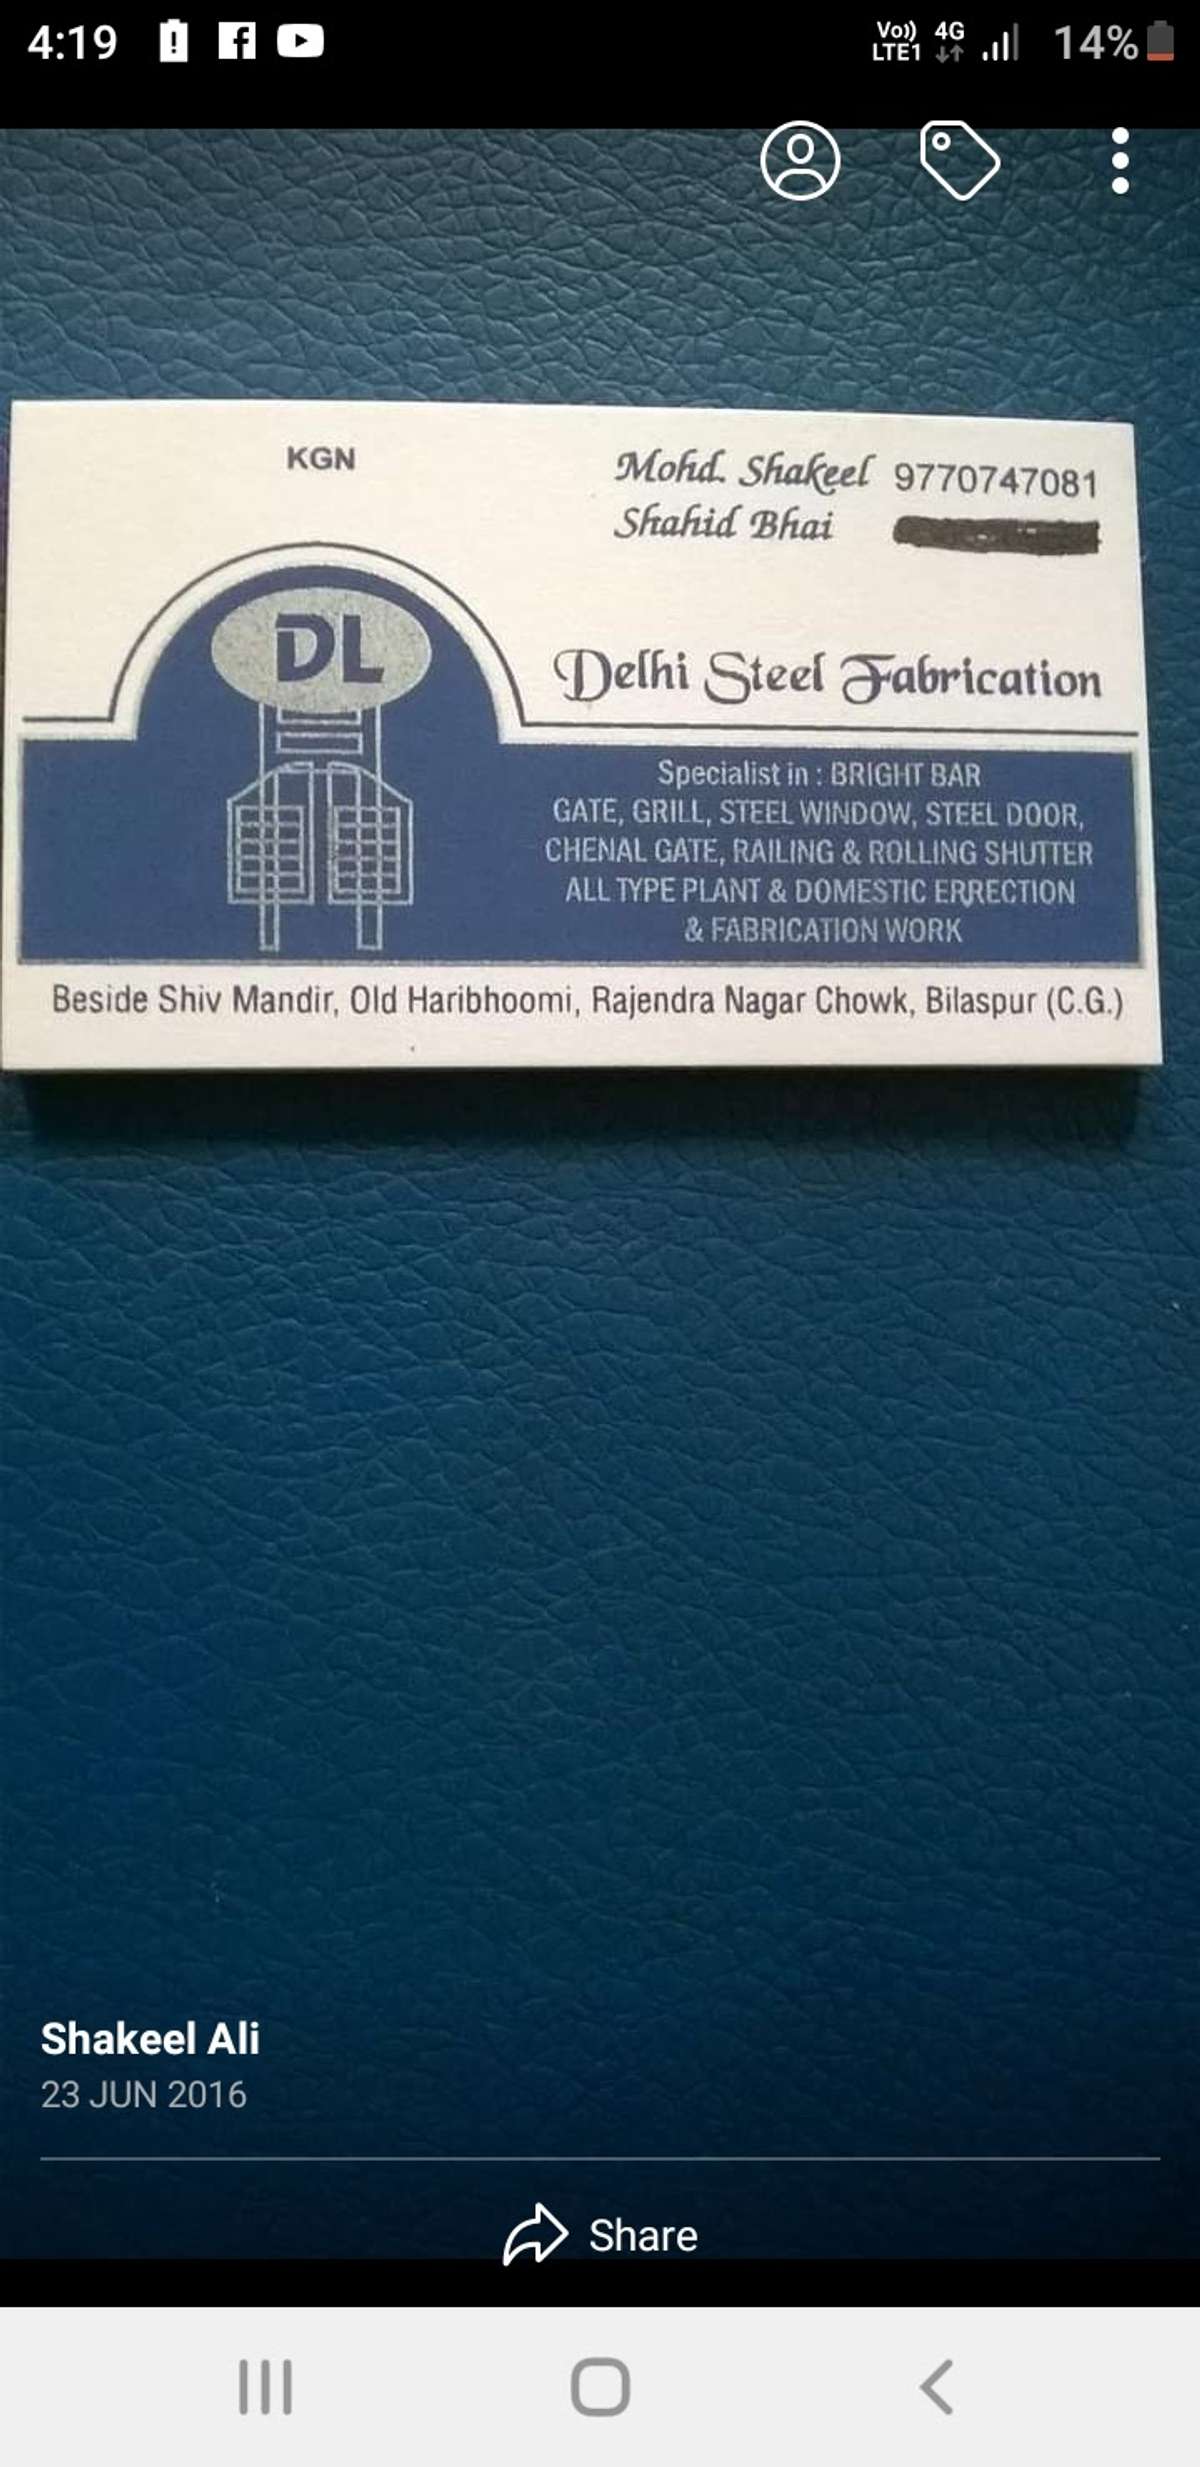 4:19
Vo)) 4G
LTE1
14%
KGN
Mohd. Shakeel 9770747081
Shahid Bhai
DL
Delhi Steel Fabrication
Specialist in : BRIGHT BAR
GATE, GRILL, STEEL WINDOW, STEEL DOOR,
CHENAL GATE, RAILING & ROLLING SHUTTER
ALL TYPE PLANT & DOMESTIC ERRECTION
& FABRICATION WORK
Beside Shiv Mandir, Old Haribhoomi, Rajendra Nagar Chowk, Bilaspur (C.G.)
Shakeel Ali
23 JUN 2016
Share